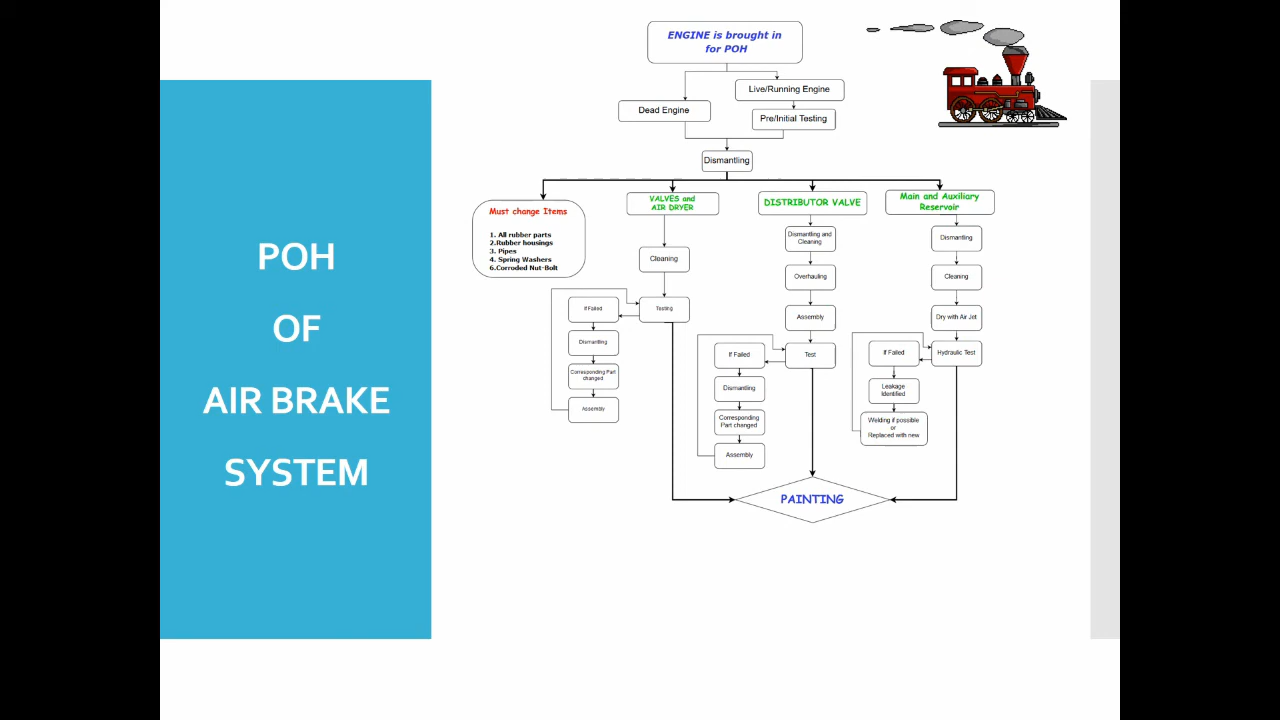 POH
OF
AIR BRAKE
SYSTEM
ENGINE is brought in
for POH
Live/Running Engine
Dead Engine
Pre/Initial Testing
Dismantling
Must change Items
1. All rubber parts
2.Rubber housings
3. Pipes
4. Spring Washers
6.Corroded Nut-Bolt
VALVES and
AIR DRYER
Cleaning
Testing
If Failed
Dismantling
Corresponding Part
changed
Assembly
DISTRIBUTOR VALVE
Dismantling and
Cleaning
Overhauling
Assembly
Test
If Failed
Dismantling
Corresponding
Part changed
Assembly
Main and Auxiliary
Reservoir
Dismantling
Cleaning
Dry with Air Jet
Hydraulic Test
If Failed
Leakage
Identified
Welding if possible
or
Replaced with new
PAINTING